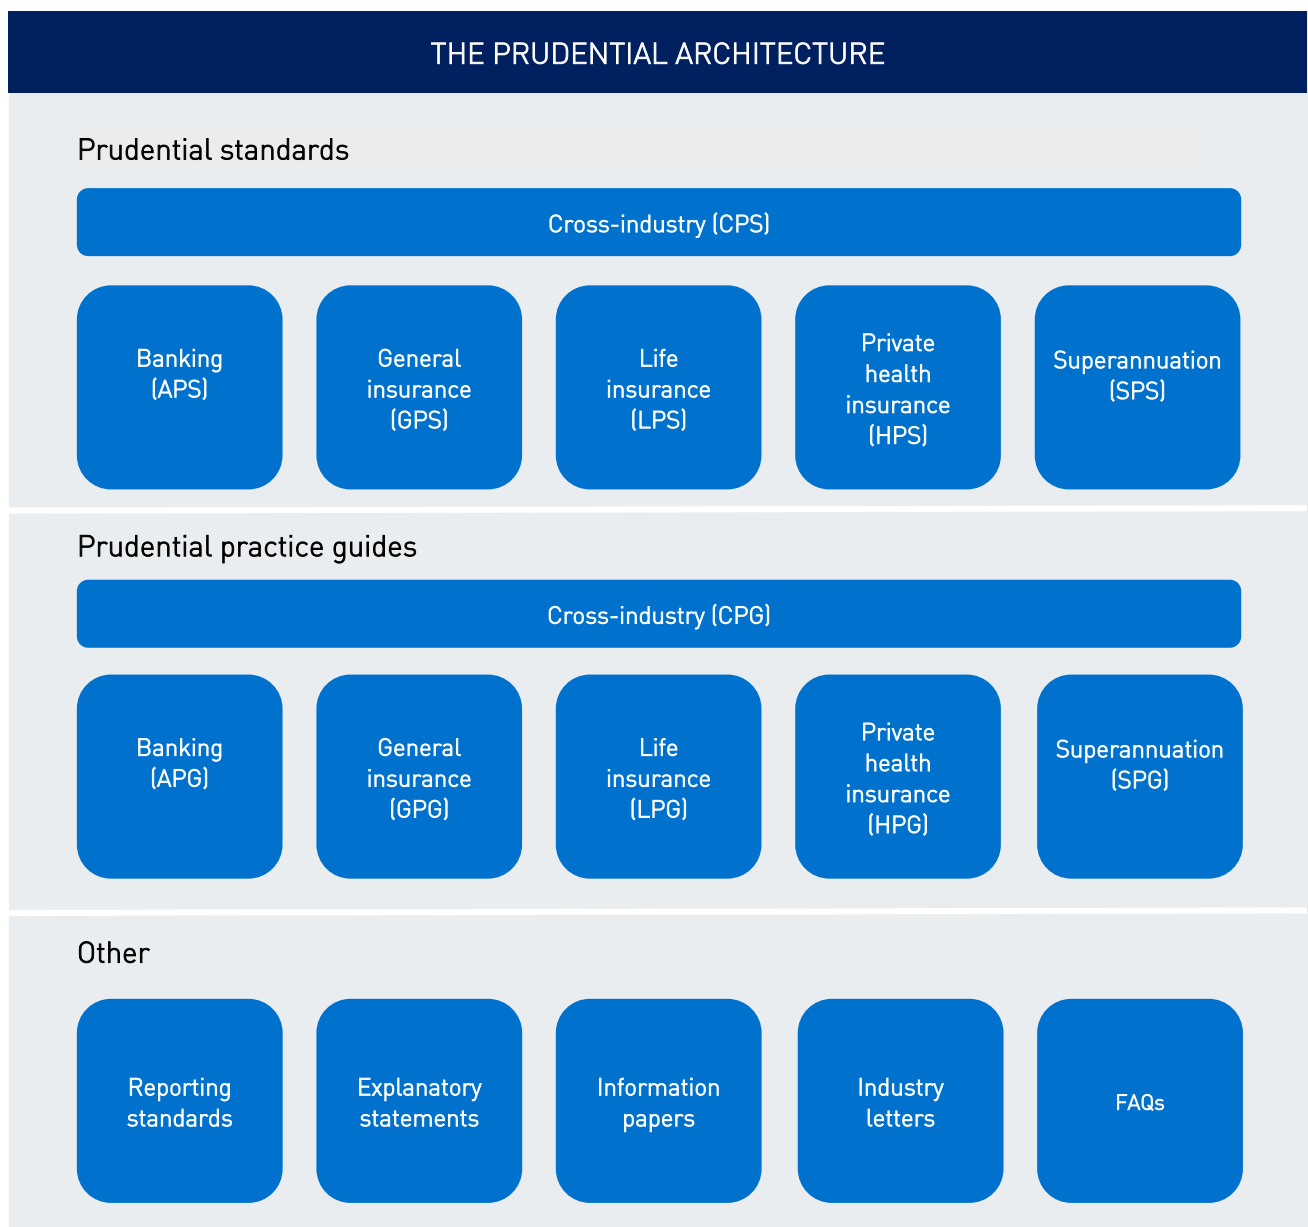 THE PRUDENTIAL ARCHITECTURE
Prudential standards
Cross-industry (CPS)
Banking
(APS)
General
insurance
(GPS)
Life
insurance
(LPS)
Private
health
insurance
(HPS)
Superannuation
(SPS)
Prudential practice guides
Cross-industry (CPG)
Banking
(APG)
General
insurance
(GPG)
Life
insurance
(LPG)
Private
health
insurance
(HPG)
Superannuation
(SPG)
Other
Reporting
standards
Explanatory
statements
Information
papers
Industry
letters
FAQs